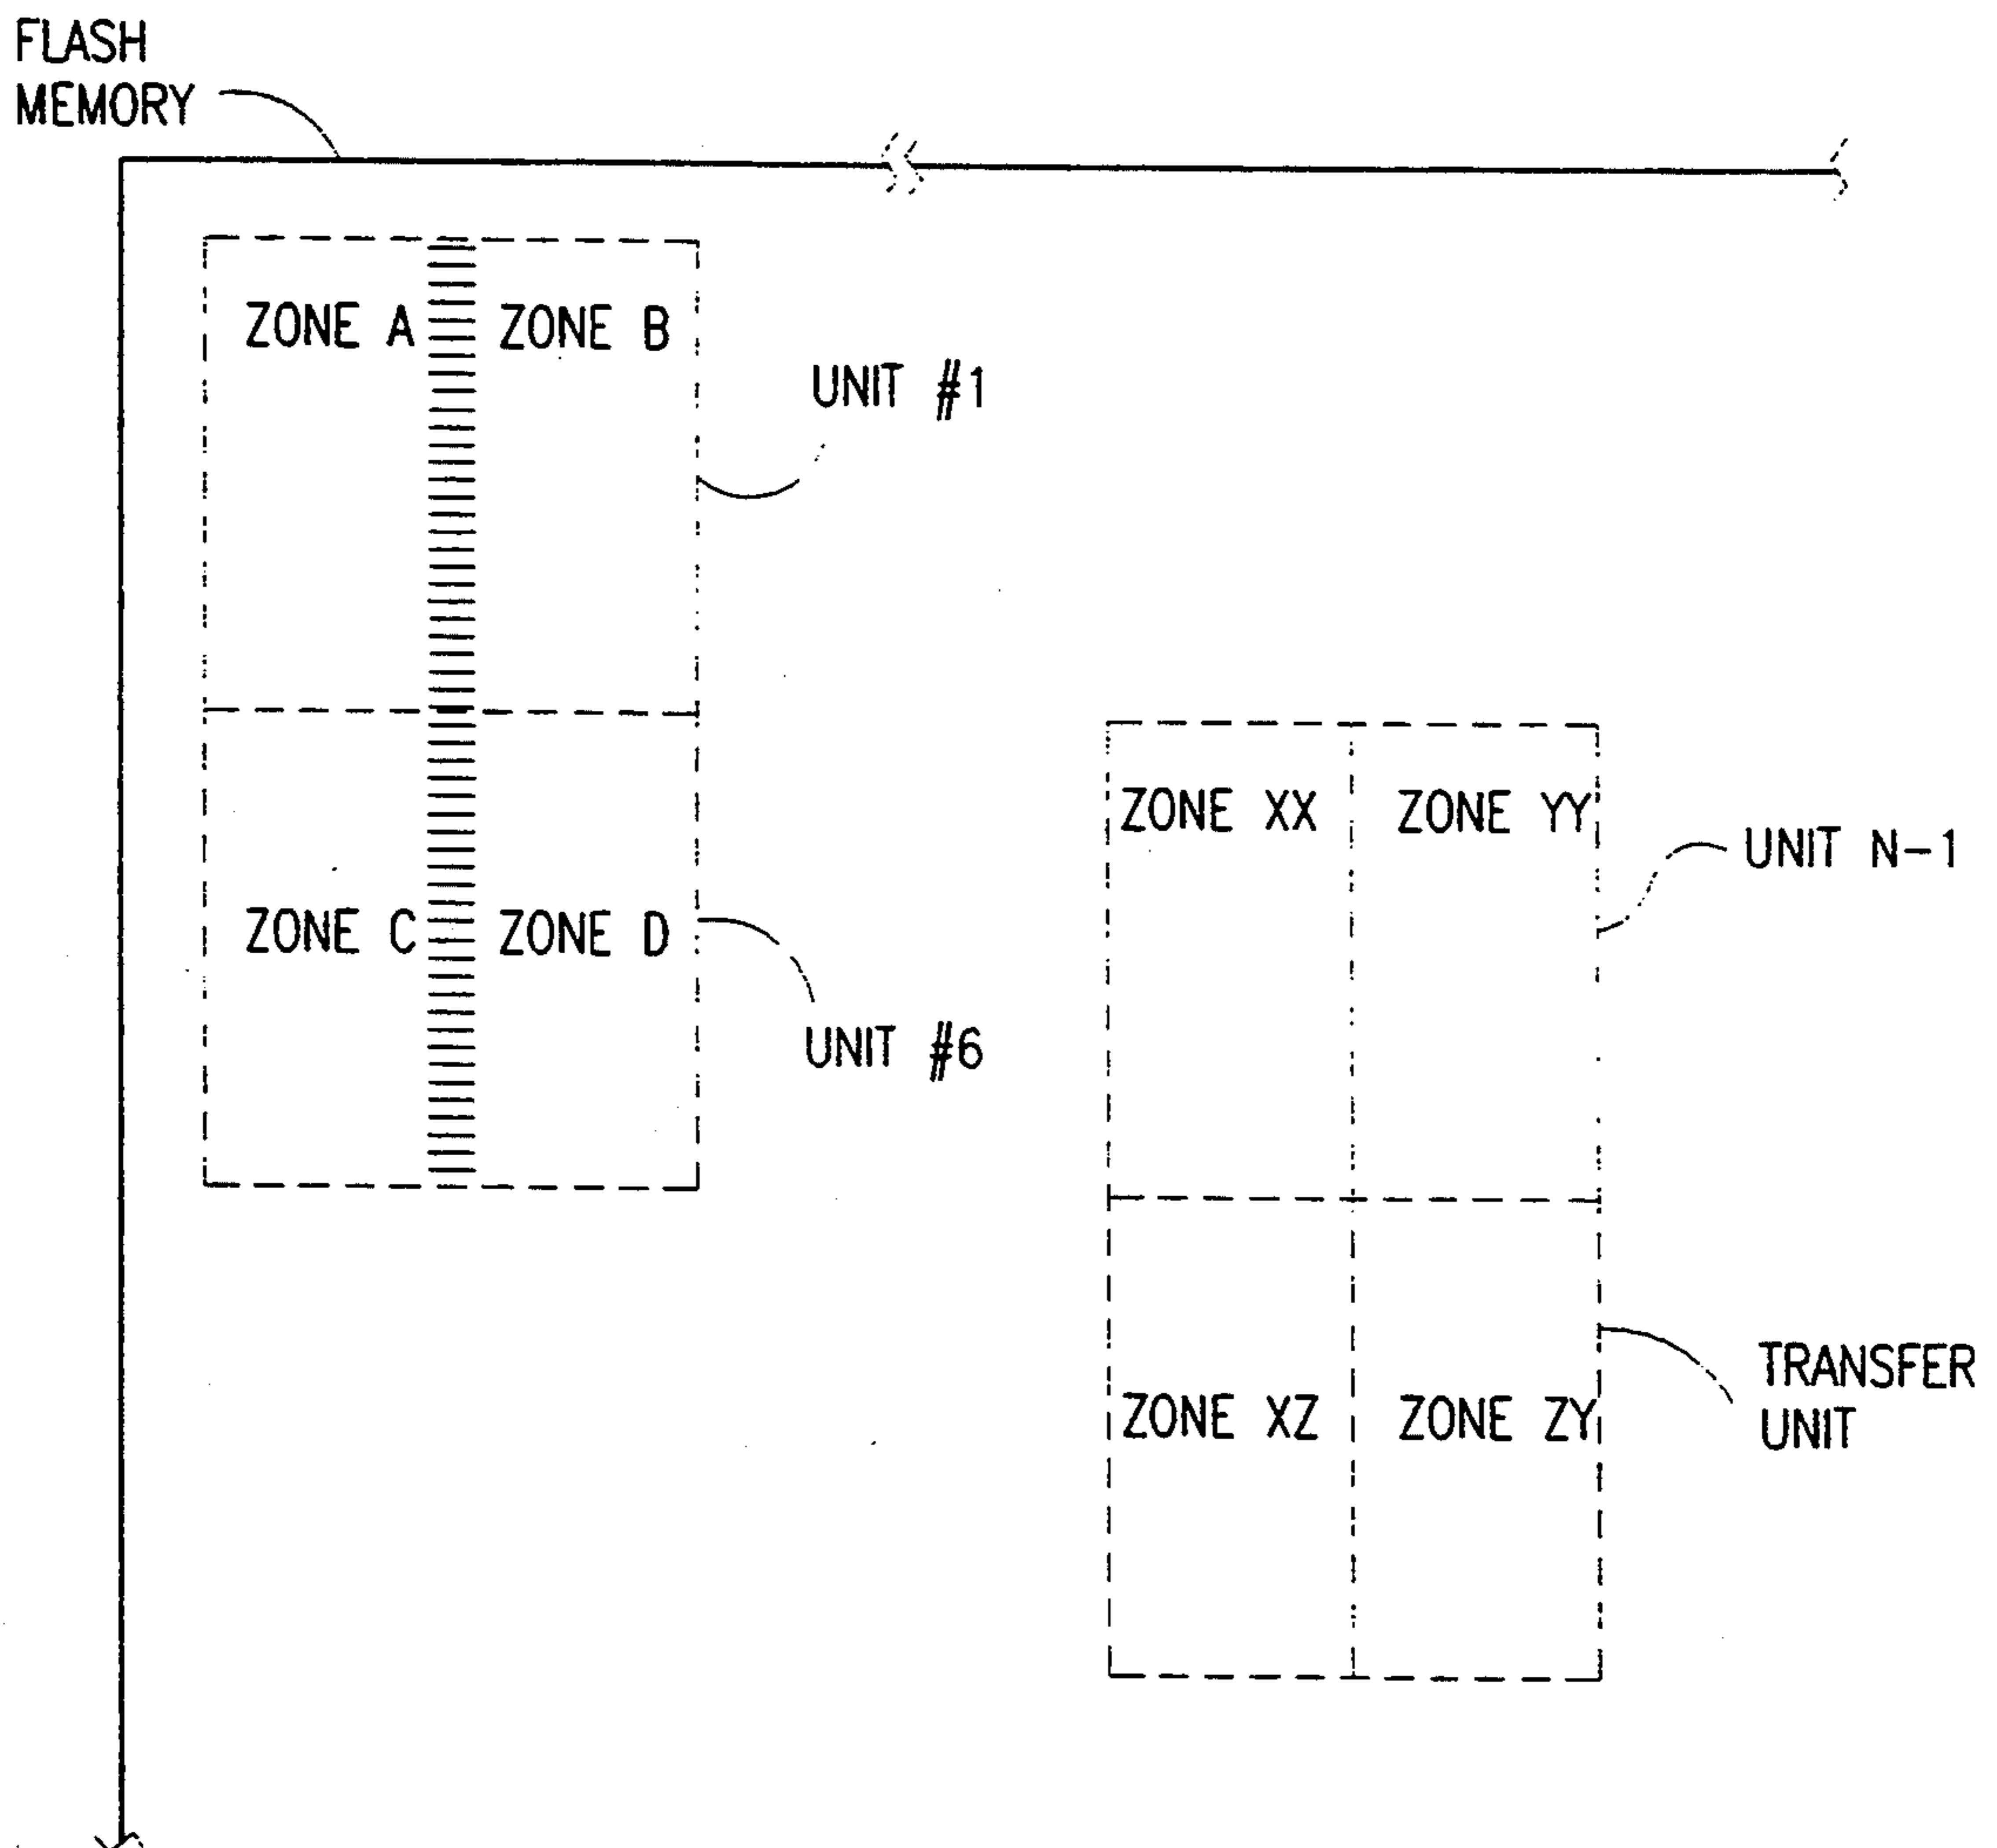 FLASH
MEMORY
ZONE A
ZONE B
UNIT #1
ZONE XX
ZONE YY
UNIT N-1
ZONE C
ZONE D
UNIT #6
TRANSFER
UNIT
ZONE XZ
ZONE ZY